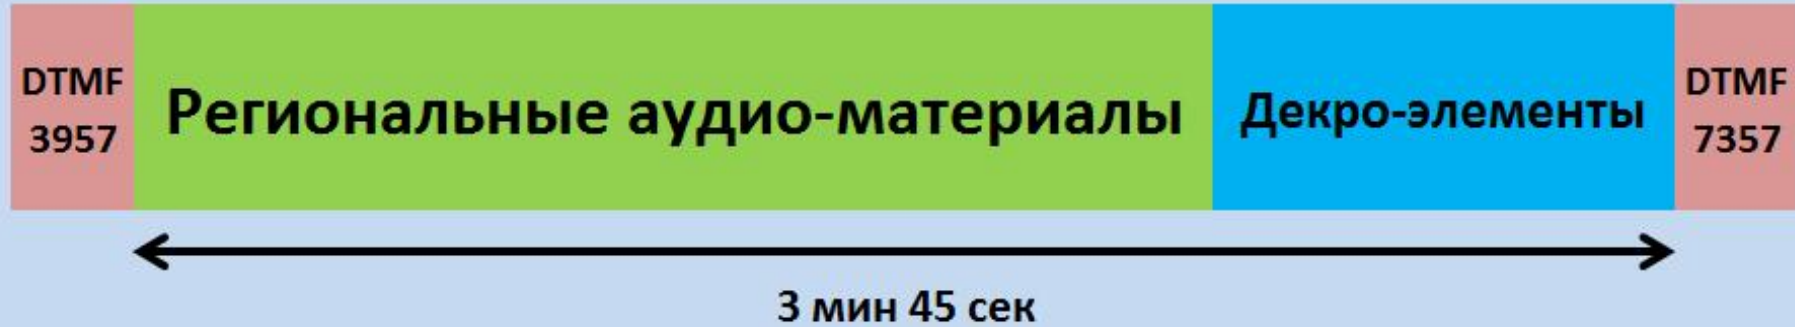 DTMF
3957
Региональные аудио-материалы
Декро-элементы
DTMF
7357
3 мин 45 сек